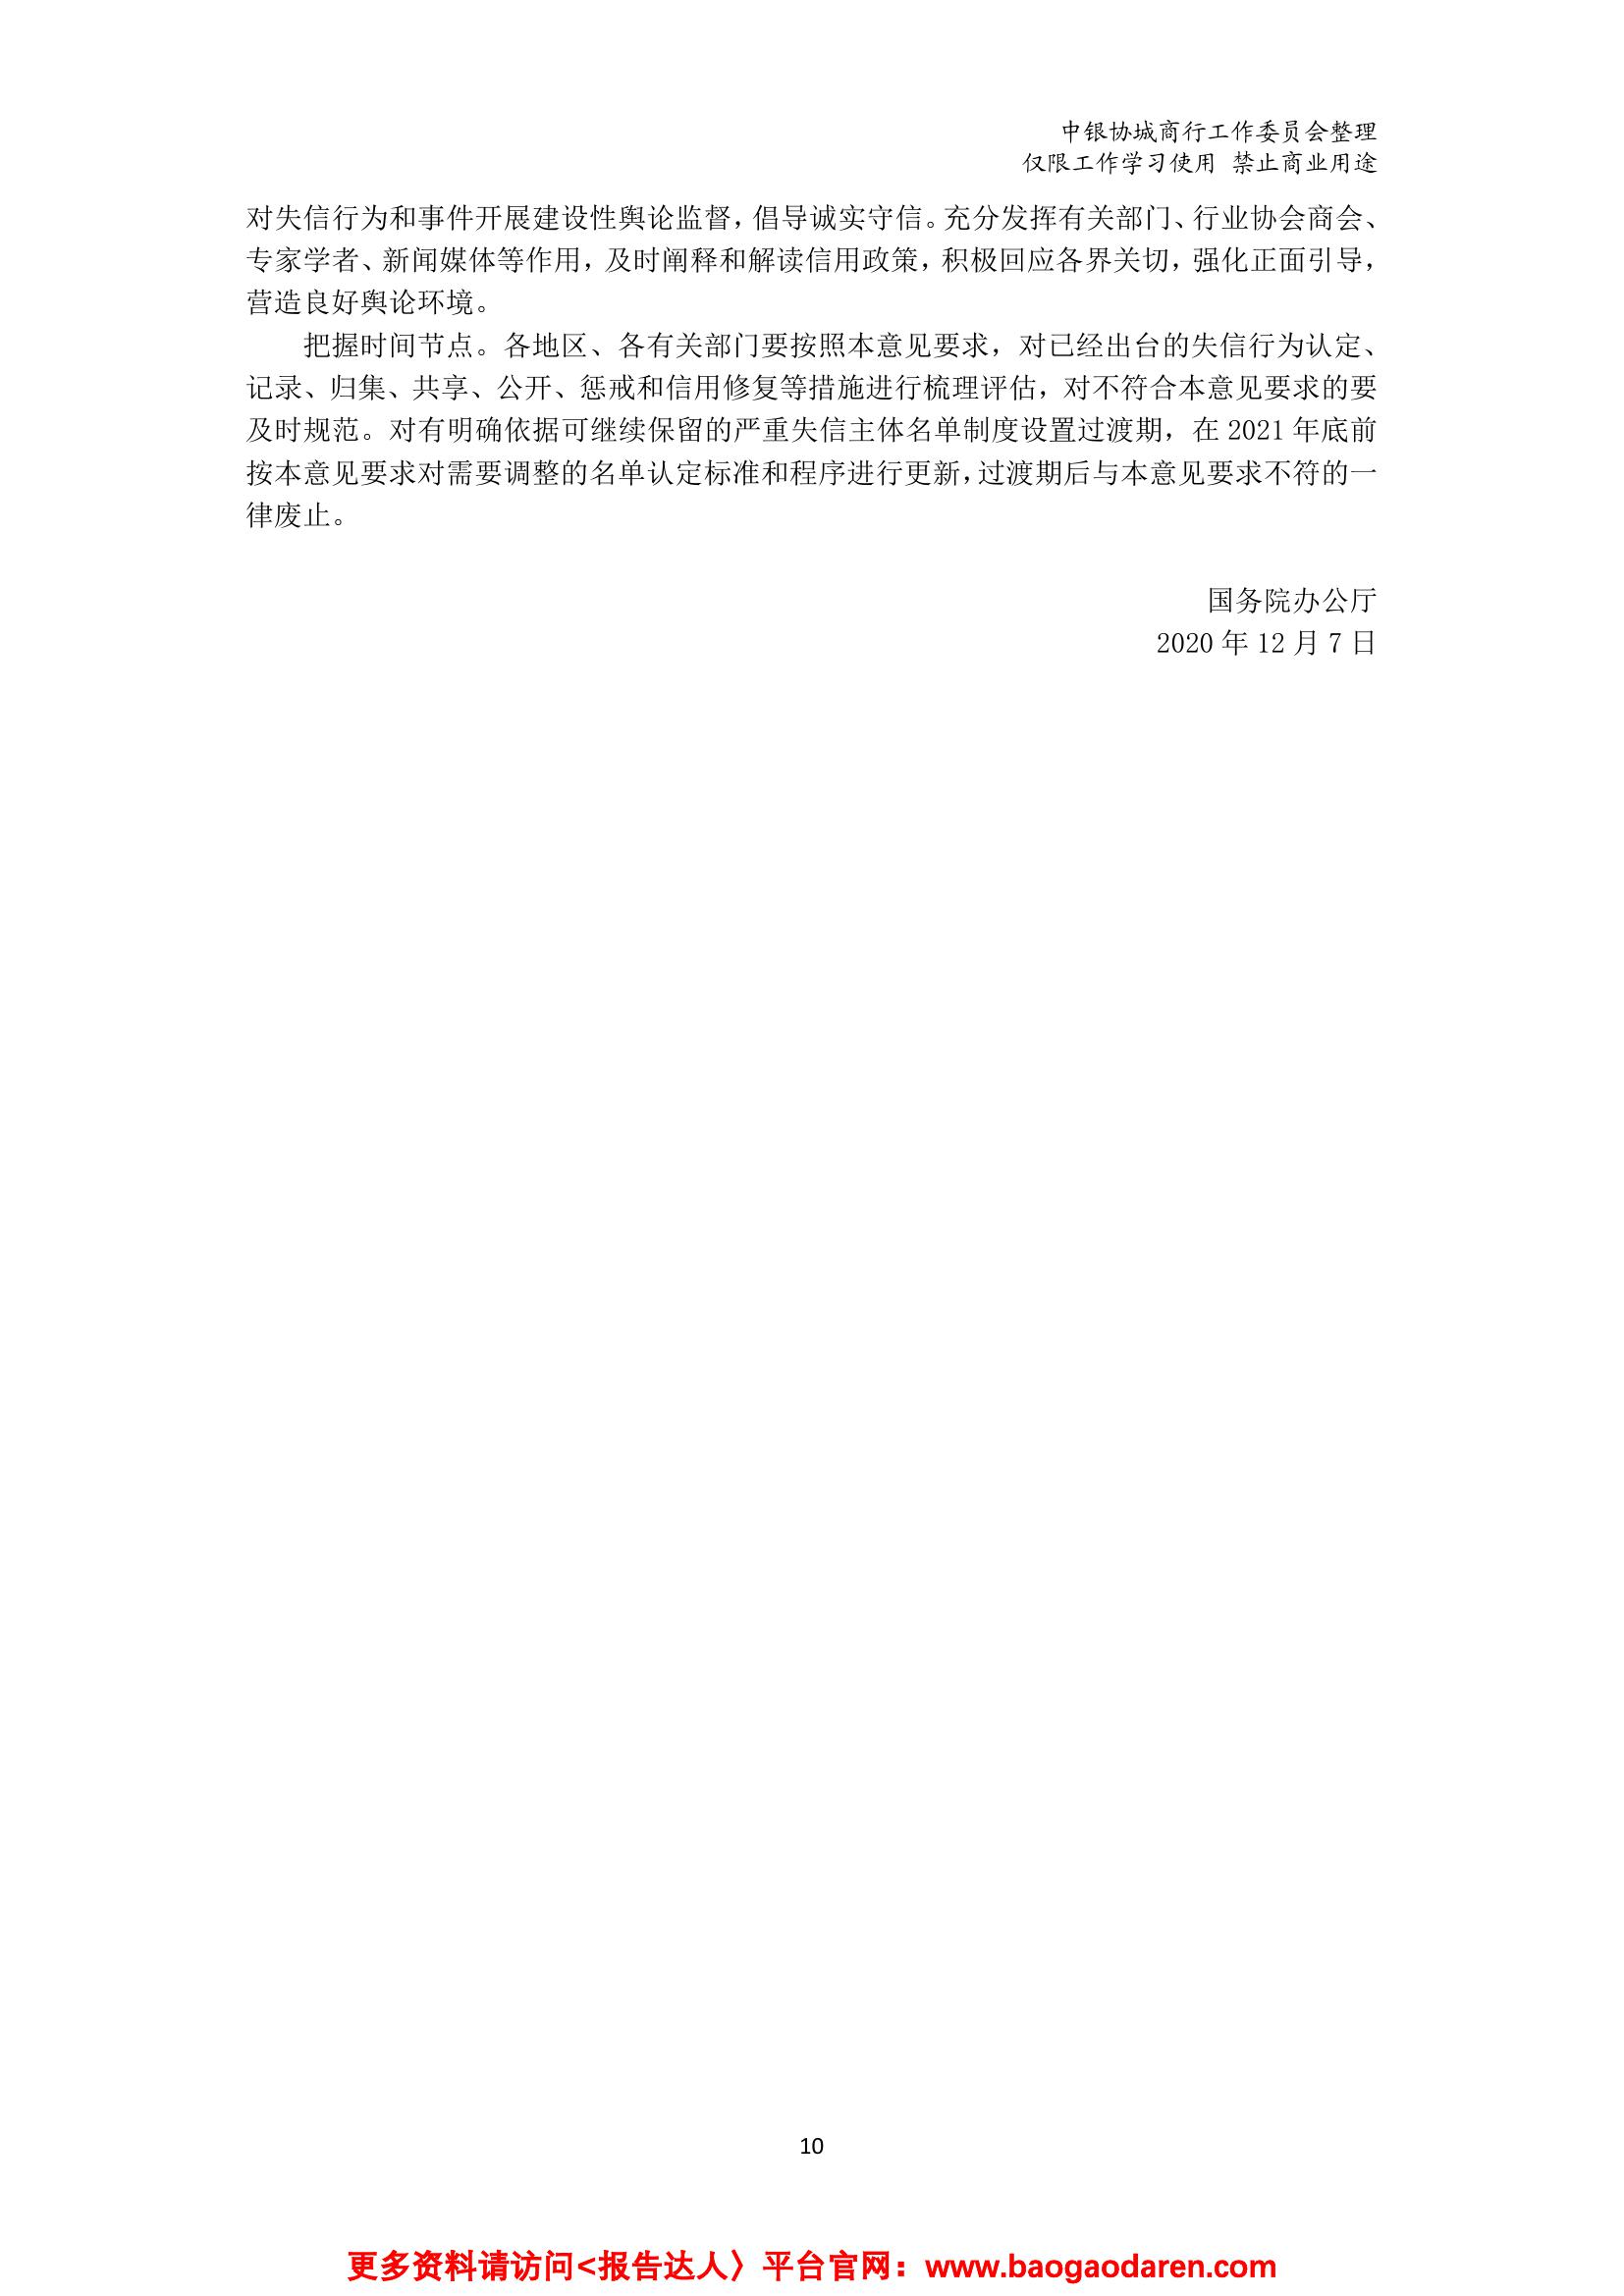 中银协城商行工作委员会整理
仅限工作学习使用 禁止商业用途
对失信行为和事件开展建设性舆论监督，倡导诚实守信。充分发挥有关部门、行业协会商会、
专家学者、新闻媒体等作用，及时阐释和解读信用政策，积极回应各界关切，强化正面引导，
营造良好舆论环境。
把握时间节点。各地区、各有关部门要按照本意见要求，对已经出台的失信行为认定、
记录、归集、共享、公开、惩戒和信用修复等措施进行梳理评估，对不符合本意见要求的要
及时规范。对有明确依据可继续保留的严重失信主体名单制度设置过渡期，在 2021 年底前
按本意见要求对需要调整的名单认定标准和程序进行更新，过渡期后与本意见要求不符的一
律废止。
国务院办公厅
2020 年 12 月 7 日
10
更多资料请访问<报告达人〉平台官网：www.baogaodaren.com